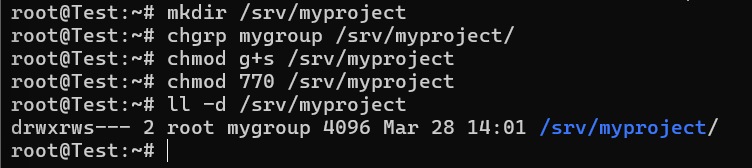 root@Test:~# mkdir /srv/myproject
root@Test:~# chgrp mygroup /srv/myproject/
root@Test:~# chmod g+s /srv/myproject
root@Test:~# chmod 770 /srv/myproject
root@Test:~# ll -d /srv/myproject
drwxrws--- 2 root mygroup 4096 Mar 28 14:01 /srv/myproject/
root@Test:~#